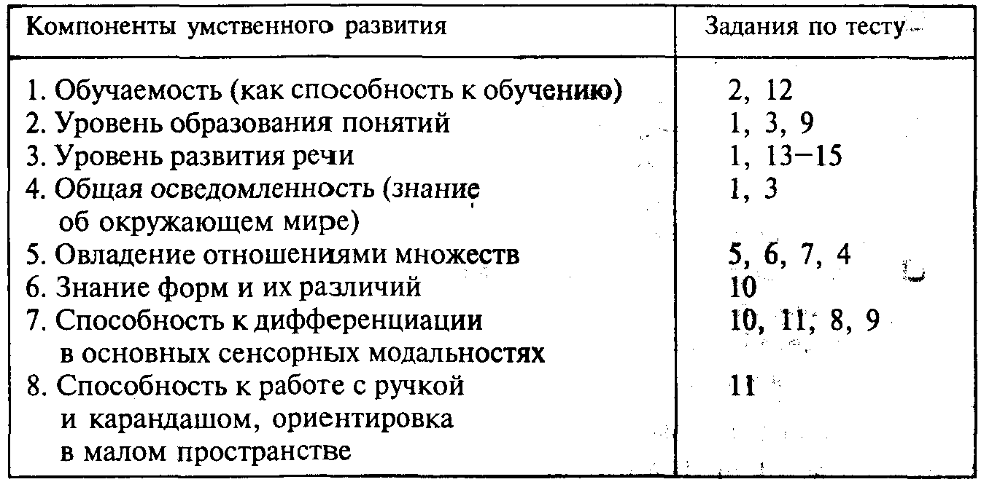 Компоненты умственного развития Задания по тесту
1. Обучаемость (как способность к обучению) 2, 12
2. Уровень образования понятий 1, 3, 9
3. Уровень развития речи 1, 13−15
4. Общая осведомленность (знание 1, 3
об окружающем мире)
5. Овладение отношениями множеств 5, 6, 7, 4
6. Знание форм и их различий 10
7. Способность к дифференциации 10, 11, 8, 9
в основных сенсорных модальностях
8. Способность к работе с ручкой 11
и карандашом, ориентировка
в малом пространстве